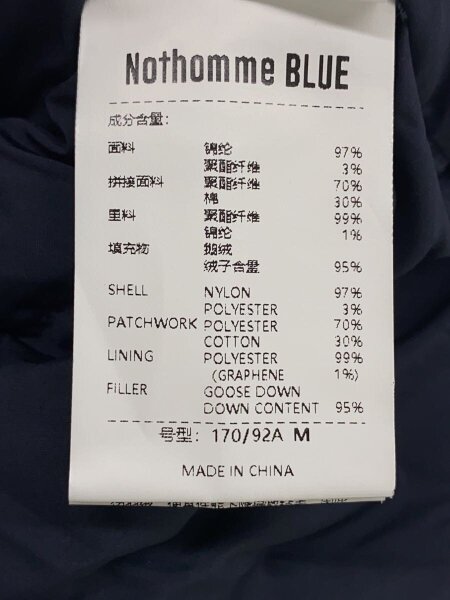 Nothomme BLUE
成分含量：
面料 锦纶 97%
聚酯纤维 3%
拼接面料 聚酯纤维 70%
棉 30%
里料 聚酯纤维 99%
锦纶 1%
填充物 鹅绒
绒子含量 95%
SHELL NYLON 97%
POLYESTER 3%
PATCHWORK POLYESTER 70%
COTTON 30%
LINING POLYESTER 99%
(GRAPHENE 1%)
FILLER GOOSE DOWN
DOWN CONTENT 95%
号型：170/92A M
MADE IN CHINA